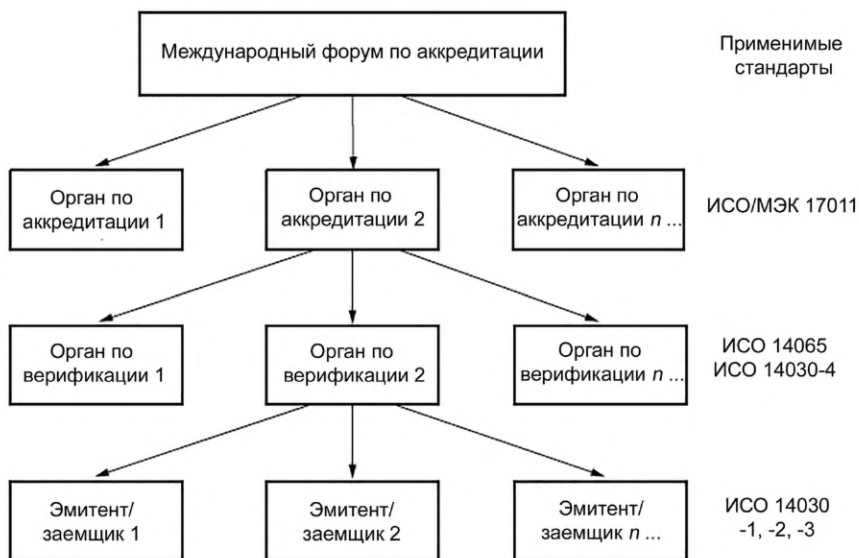 Международный форум по аккредитации
Применимые
стандарты
Орган по
аккредитации 1
Орган по
аккредитации 2
Орган по
аккредитации n ...
ИСО/МЭК 17011
Орган по
верификации 1
Орган по
верификации 2
Орган по
верификации n ...
ИСО 14065
ИСО 14030-4
Эмитент/
заемщик 1
Эмитент/
заемщик 2
Эмитент/
заемщик n ...
ИСО 14030
-1, -2, -3